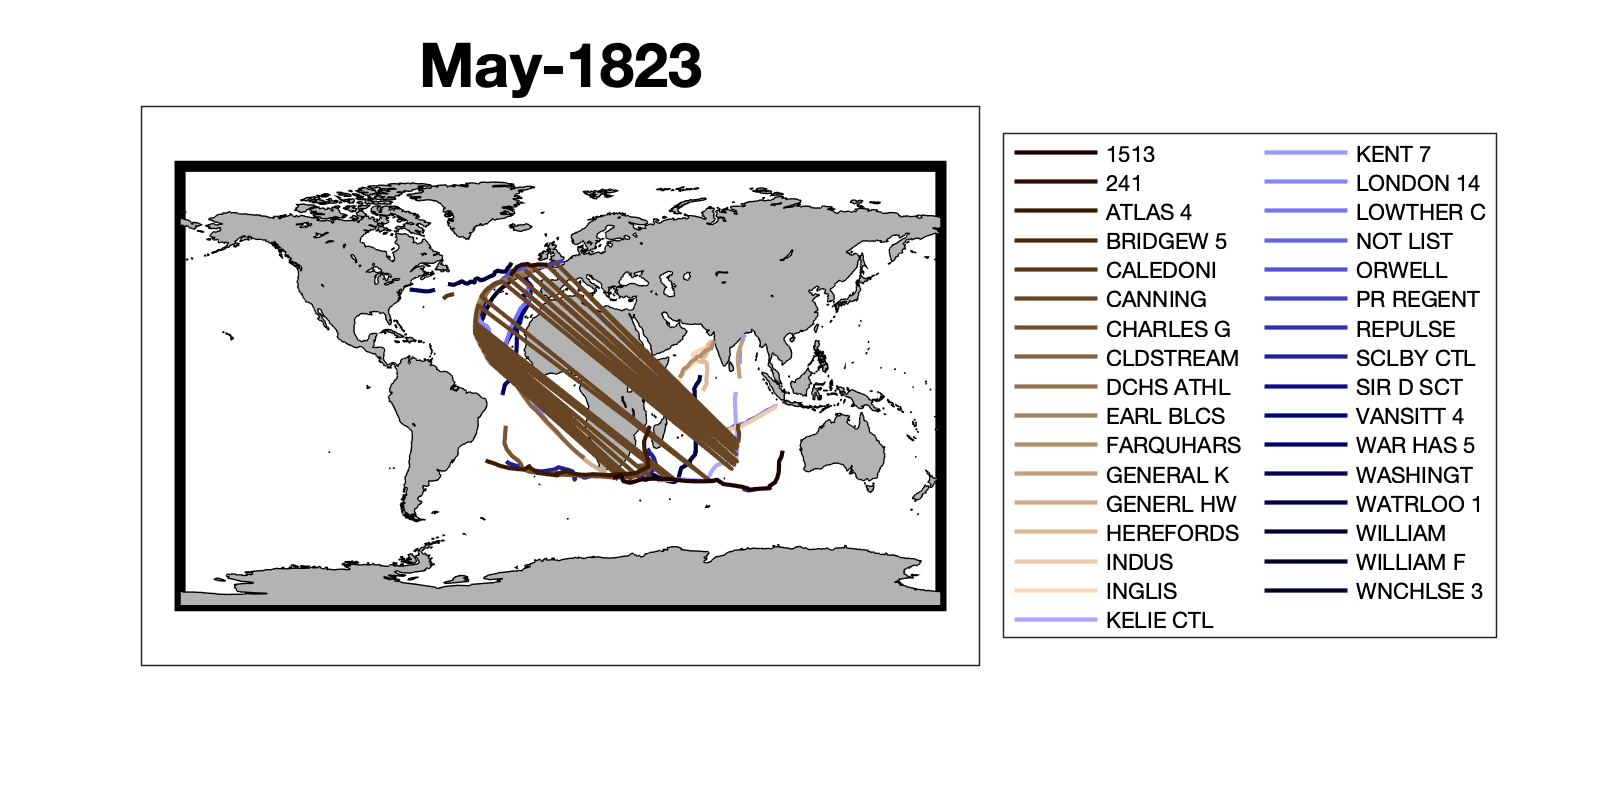 May-1823
1513
241
ATLAS 4
BRIDGEW 5
CALEDONI
CANNING
CHARLES G
CLDSTREAM
DCHS ATHL
EARL BLCS
FARQUHARS
GENERAL K
GENERL HW
HEREFORDS
INDUS
INGLIS
KELIE CTL
KENT 7
LONDON 14
LOWTHER C
NOT LIST
ORWELL
PR REGENT
REPULSE
SCLBY CTL
SIR D SCT
VANSITT 4
WAR HAS 5
WASHINGT
WATRLOO 1
WILLIAM
WILLIAM F
WNCHLSE 3